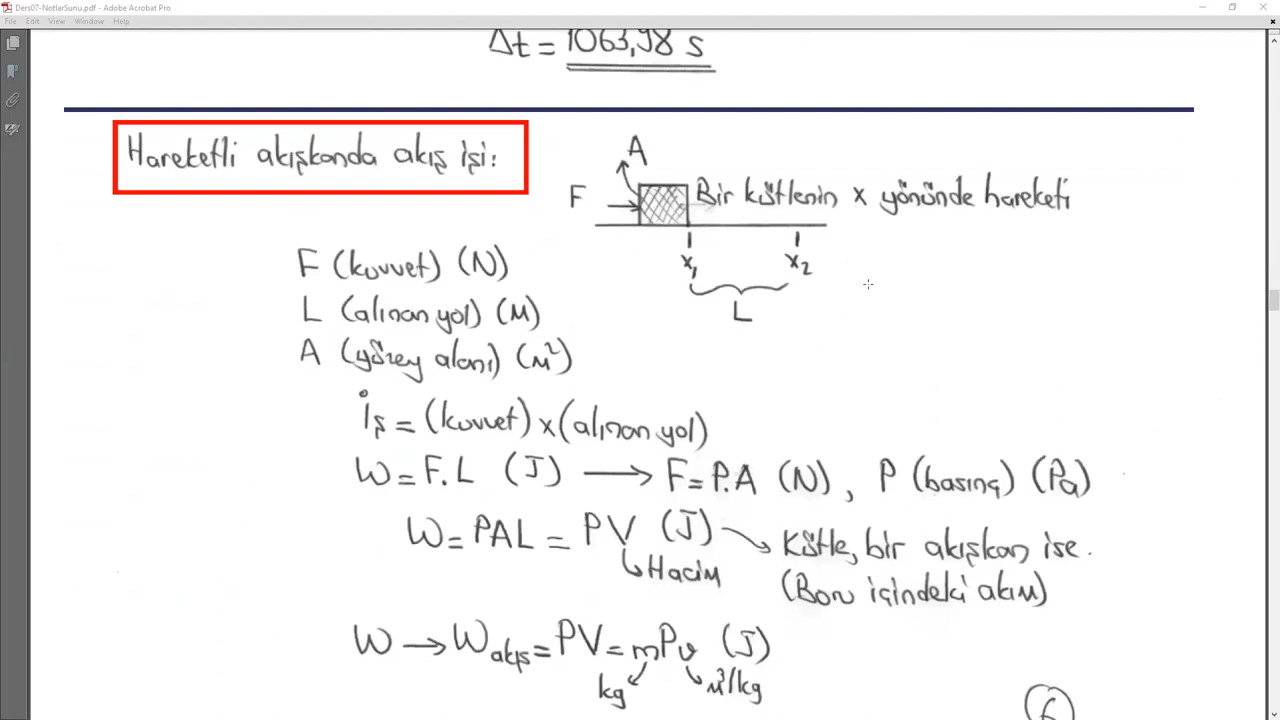 Ders07-NotlarSunu.pdf - Adobe Acrobat Pro
File Edit View Window Help
Δt = 1063,98 s
Hareketli akışkanda akış işi:
A
F
Bir kütlenin x yönünde hareketi
x₁ x₂
L
F (kuvvet) (N)
L (alınan yol) (m)
A (yüzey alanı) (m²)
İş = (kuvvet) x (alınan yol)
W = F.L (J) → F = P.A (N), P (basınç) (Pa)
W = PAL = PV (J) → Kütle, bir akışkan ise.
Hacim (Boru içindeki akım)
W → Wakış = PV = mPv (J)
kg m³/kg
6